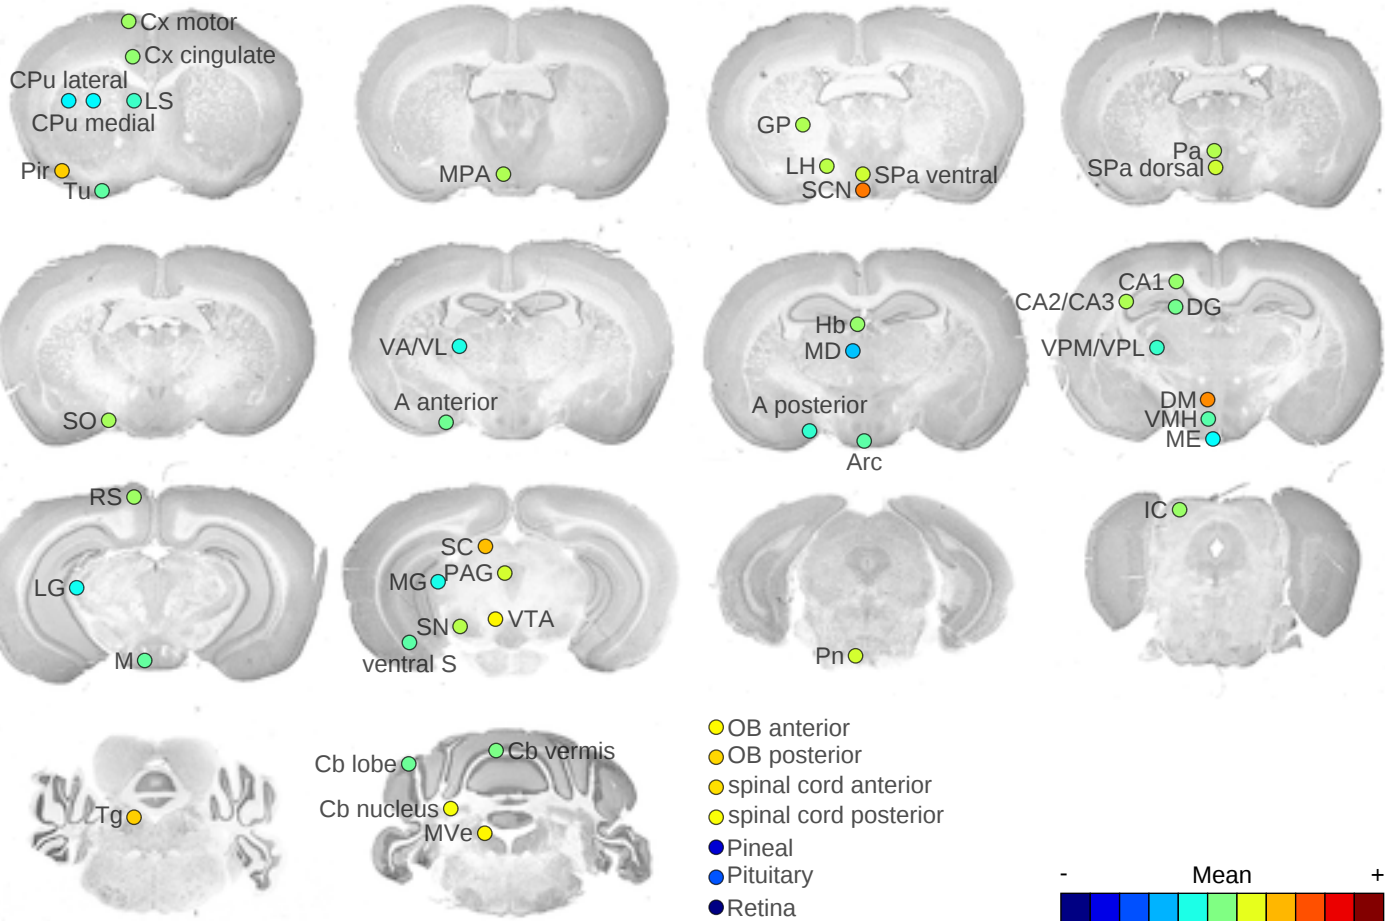 Cx motor
Cx cingulate
CPu lateral
LS
CPu medial
Pir
Tu
MPA
GP
LH
SPa ventral
SCN
Pa
SPa dorsal
SO
VA/VL
A anterior
Hb
MD
A posterior
Arc
CA1
CA2/CA3
DG
VPM/VPL
DM
VMH
ME
RS
LG
M
SC
PAG
MG
VTA
SN
ventral S
Pn
IC
Tg
Cb vermis
Cb lobe
Cb nucleus
MVe
OB anterior
OB posterior
spinal cord anterior
spinal cord posterior
Pineal
Pituitary
Retina
- Mean +